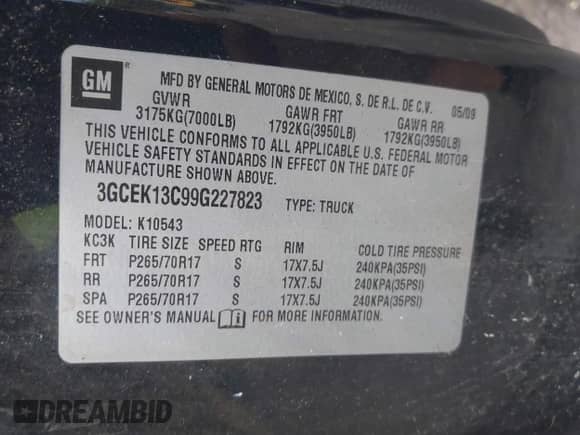 GM ®
MFD BY GENERAL MOTORS DE MEXICO, S. DE R.L. DE C.V. 05/09
GVWR GAWR FRT GAWR RR
3175KG(7000LB) 1792KG(3950LB) 1792KG(3950LB)
THIS VEHICLE CONFORMS TO ALL APPLICABLE U.S. FEDERAL MOTOR
VEHICLE SAFETY STANDARDS IN EFFECT ON THE DATE OF
MANUFACTURE SHOWN ABOVE.
3GCEK13C99G227823 TYPE: TRUCK
MODEL: K10543
KC3K TIRE SIZE SPEED RTG RIM COLD TIRE PRESSURE
FRT P265/70R17 S 17X7.5J 240KPA(35PSI)
RR P265/70R17 S 17X7.5J 240KPA(35PSI)
SPA P265/70R17 S 17X7.5J 240KPA(35PSI)
SEE OWNER'S MANUAL FOR MORE INFORMATION.
DREAMBID